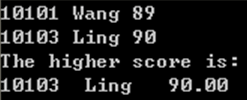 10101 Wang 89
10103 Ling 90
The higher score is:
10103  Ling   90.00